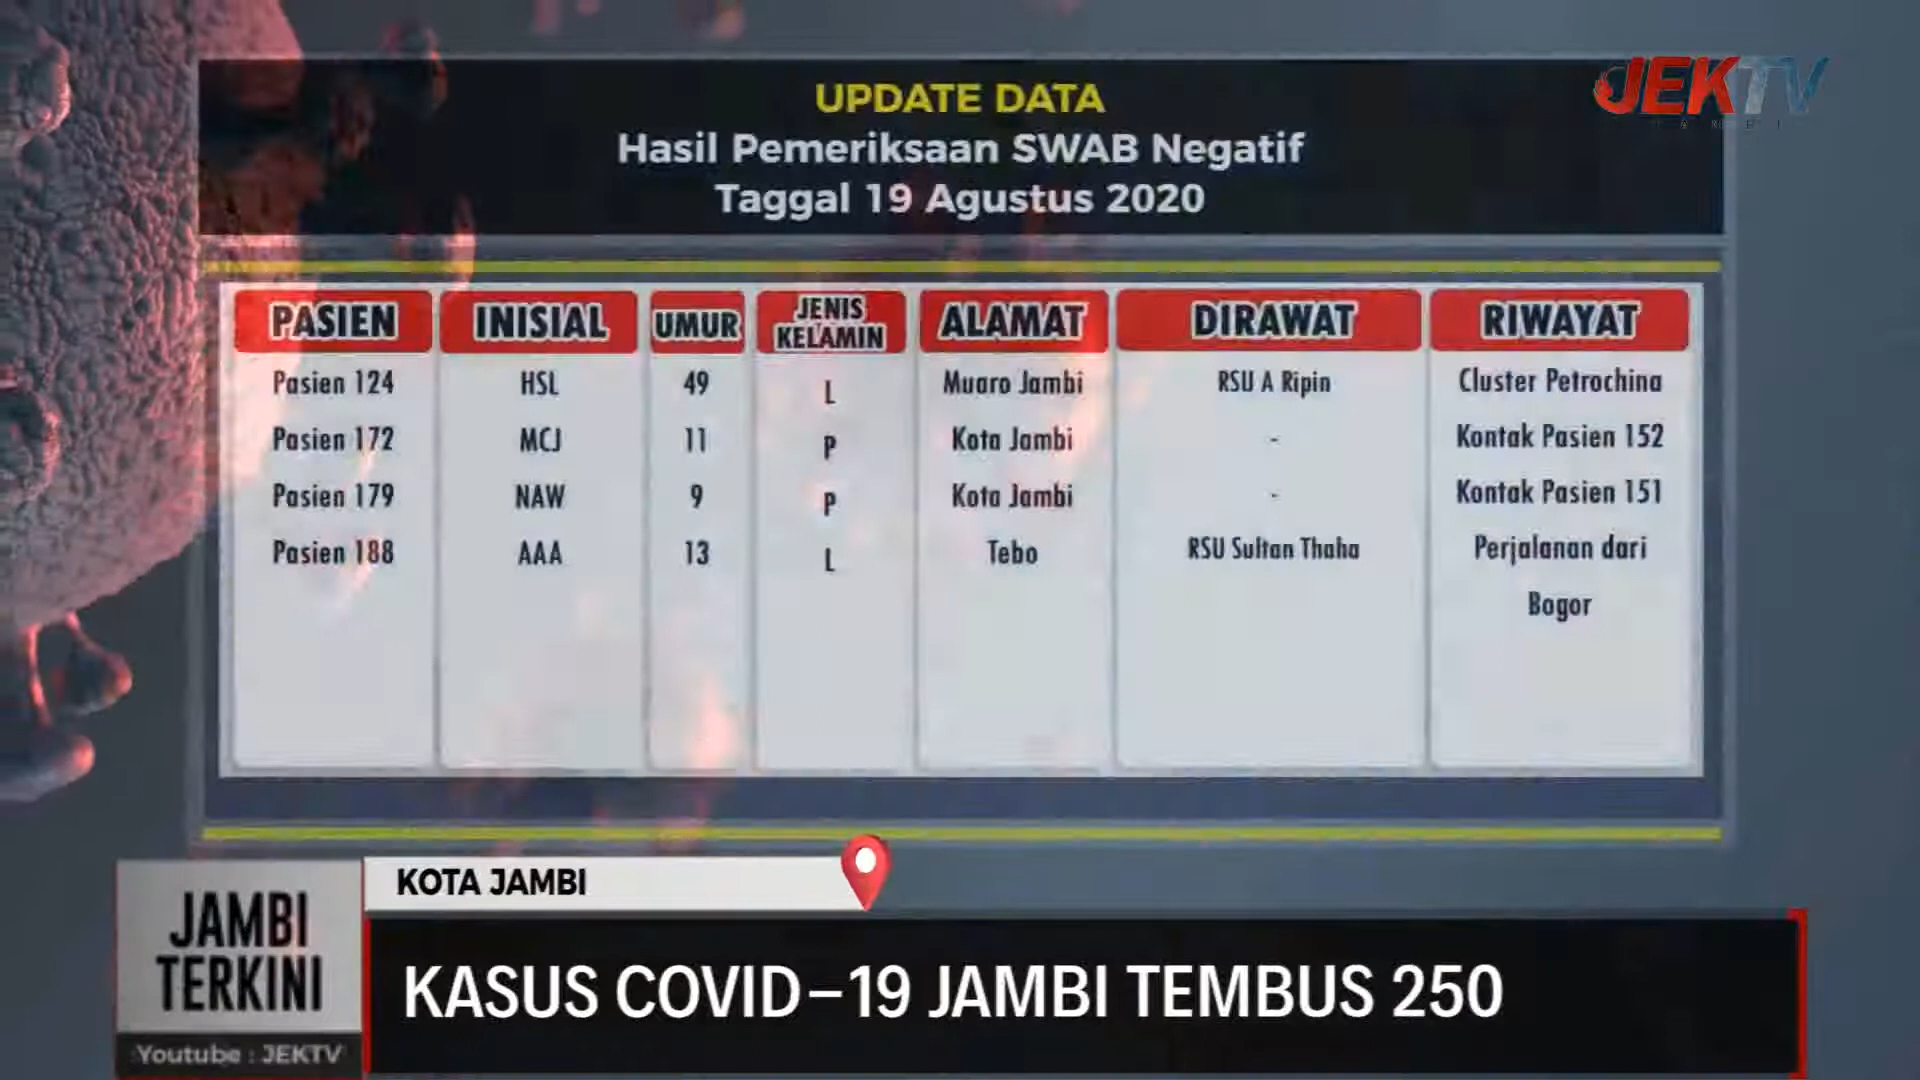 JEKTV
JAMBI
UPDATE DATA
Hasil Pemeriksaan SWAB Negatif
Taggal 19 Agustus 2020
PASIEN INISIAL UMUR JENIS KELAMIN ALAMAT DIRAWAT RIWAYAT
Pasien 124 HSL 49 L Muaro Jambi RSU A Ripin Cluster Petrochina
Pasien 172 MCJ 11 P Kota Jambi - Kontak Pasien 152
Pasien 179 NAW 9 P Kota Jambi - Kontak Pasien 151
Pasien 188 AAA 13 L Tebo RSU Sultan Thaha Perjalanan dari
Bogor
KOTA JAMBI
JAMBI
TERKINI
Youtube : JEKTV
KASUS COVID-19 JAMBI TEMBUS 250